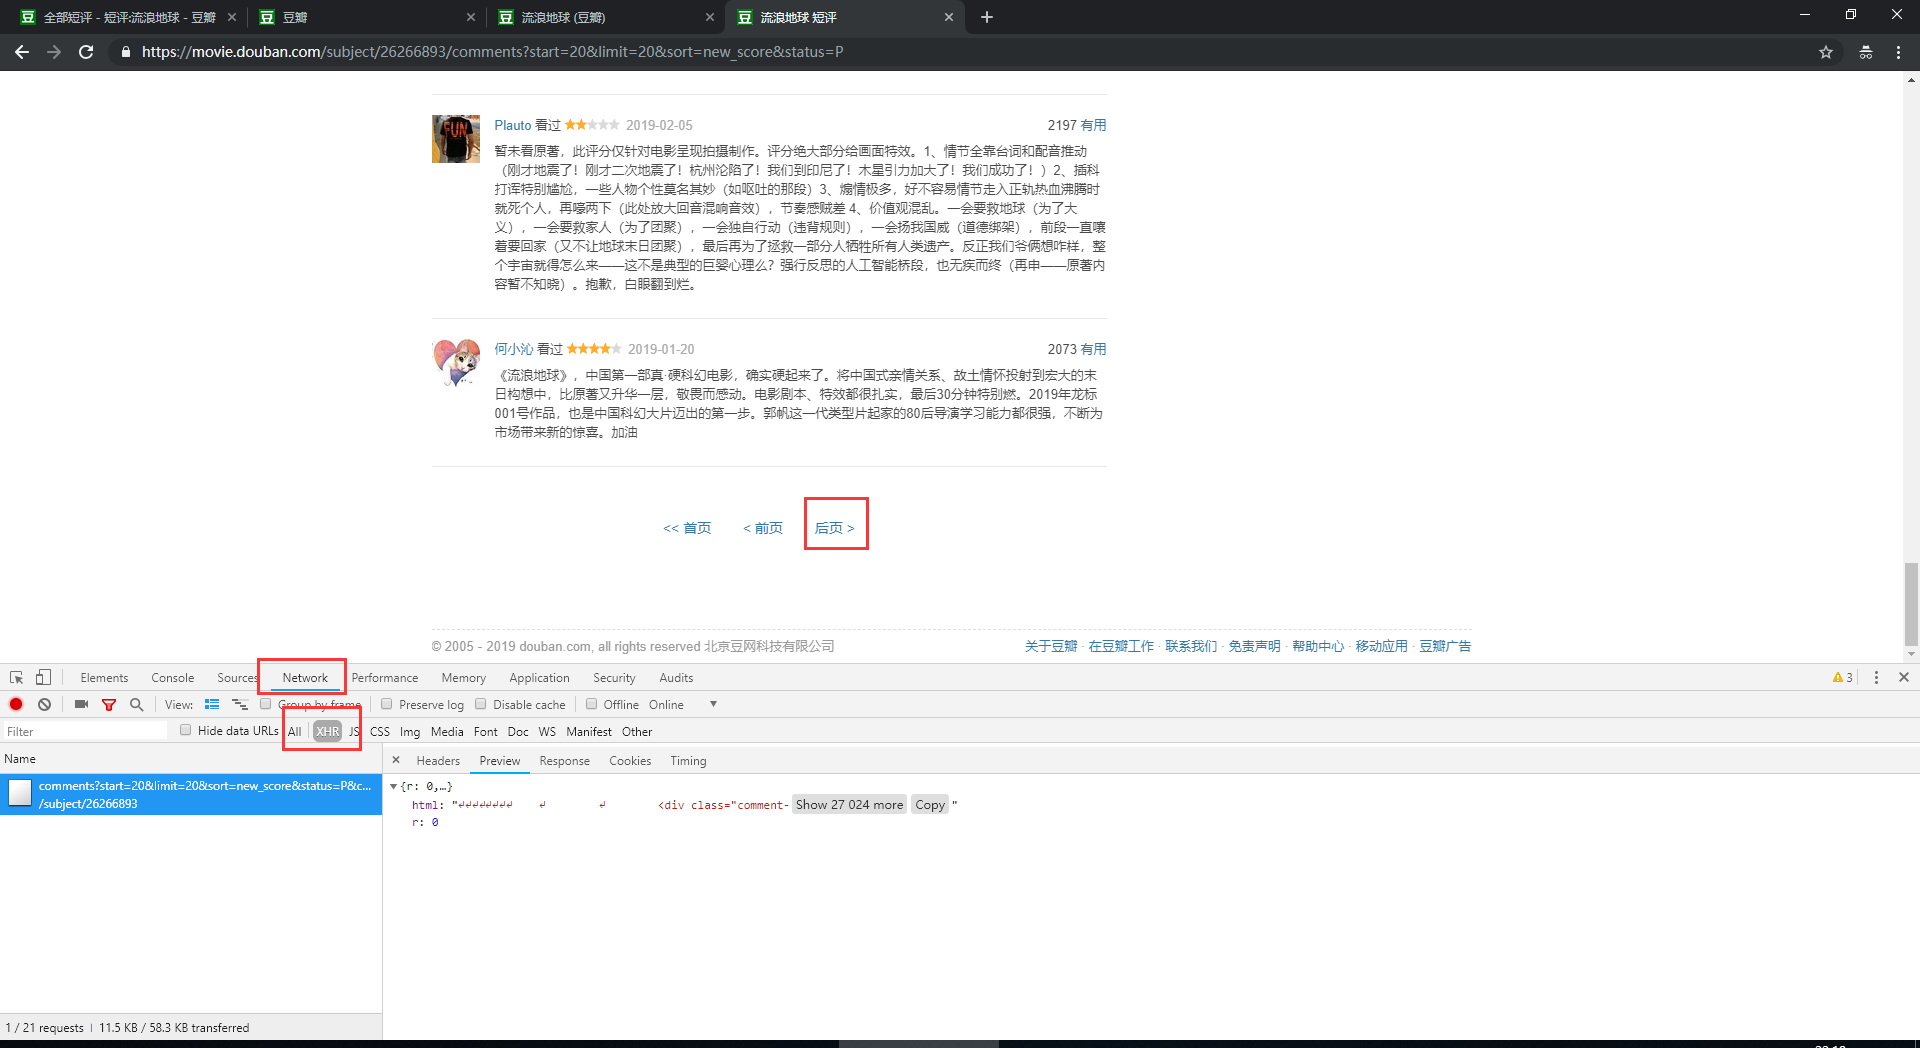 全部短评 - 短评:流浪地球 - 豆瓣
豆瓣
流浪地球 (豆瓣)
流浪地球 短评
https://movie.douban.com/subject/26266893/comments?start=20&limit=20&sort=new_score&status=P
Plauto 看过 2019-02-05 2197 有用
暂未看原著，此评分仅针对电影呈现拍摄制作。评分绝大部分给画面特效。1、情节全靠台词和配音推动
（刚才地震了！刚才二次地震了！杭州沦陷了！我们到印尼了！木星引力加大了！我们成功了！）2、插科
打诨特别尴尬，一些人物个性莫名其妙（如呕吐的那段）3、煽情极多，好不容易情节走入正轨热血沸腾时
就死个人，再嚎两下（此处放大回音混响音效），节奏感贼差 4、价值观混乱。一会要救地球（为了大
义），一会要救家人（为了团聚），一会独自行动（违背规则），一会扬我国威（道德绑架），前段一直嚷
着要回家（又不让地球末日团聚），最后再为了拯救一部分人牺牲所有人类遗产。反正我们爷俩想咋样，整
个宇宙就得怎么来——这不是典型的巨婴心理么？强行反思的人工智能桥段，也无疾而终（再申——原著内
容暂不知晓）。抱歉，白眼翻到烂。
何小沁 看过 2019-01-20 2073 有用
《流浪地球》，中国第一部真·硬科幻电影，确实硬起来了。将中国式亲情关系、故土情怀投射到宏大的末
日构想中，比原著又升华一层，敬畏而感动。电影剧本、特效都很扎实，最后30分钟特别燃。2019年龙标
001号作品，也是中国科幻大片迈出的第一步。郭帆这一代类型片起家的80后导演学习能力都很强，不断为
市场带来新的惊喜。加油
<< 首页 < 前页 后页 >
© 2005 - 2019 douban.com, all rights reserved 北京豆网科技有限公司
关于豆瓣 · 在豆瓣工作 · 联系我们 · 免责声明 · 帮助中心 · 移动应用 · 豆瓣广告
Elements Console Sources Network Performance Memory Application Security Audits 3
View: Group by frame Preserve log Disable cache Offline Online
Filter Hide data URLs All XHR JS CSS Img Media Font Doc WS Manifest Other
Name
Headers Preview Response Cookies Timing
comments?start=20&limit=20&sort=new_score&status=P&c...
/subject/26266893
{r: 0,…}
html: "↲↲↲↲↲↲↲↲ ↲ ↲ <div class="comment- Show 27 024 more Copy "
r: 0
1 / 21 requests | 11.5 KB / 58.3 KB transferred